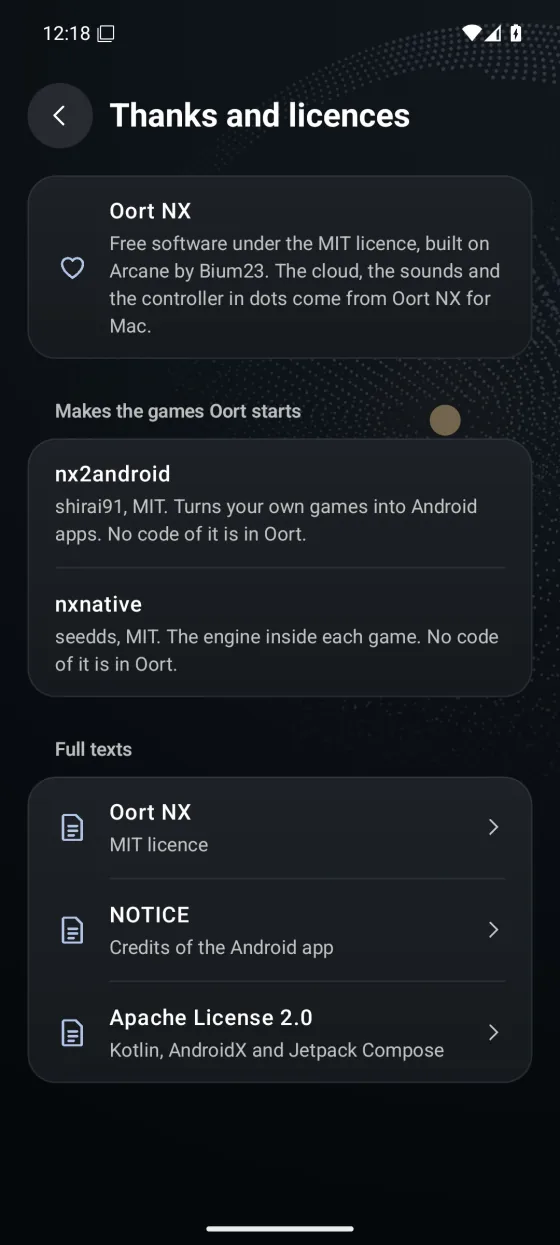 12:18
Thanks and licences
Oort NX
Free software under the MIT licence, built on
Arcane by Bium23. The cloud, the sounds and
the controller in dots come from Oort NX for
Mac.
Makes the games Oort starts
nx2android
shirai91, MIT. Turns your own games into Android
apps. No code of it is in Oort.
nxnative
seedds, MIT. The engine inside each game. No code
of it is in Oort.
Full texts
Oort NX
MIT licence
NOTICE
Credits of the Android app
Apache License 2.0
Kotlin, AndroidX and Jetpack Compose